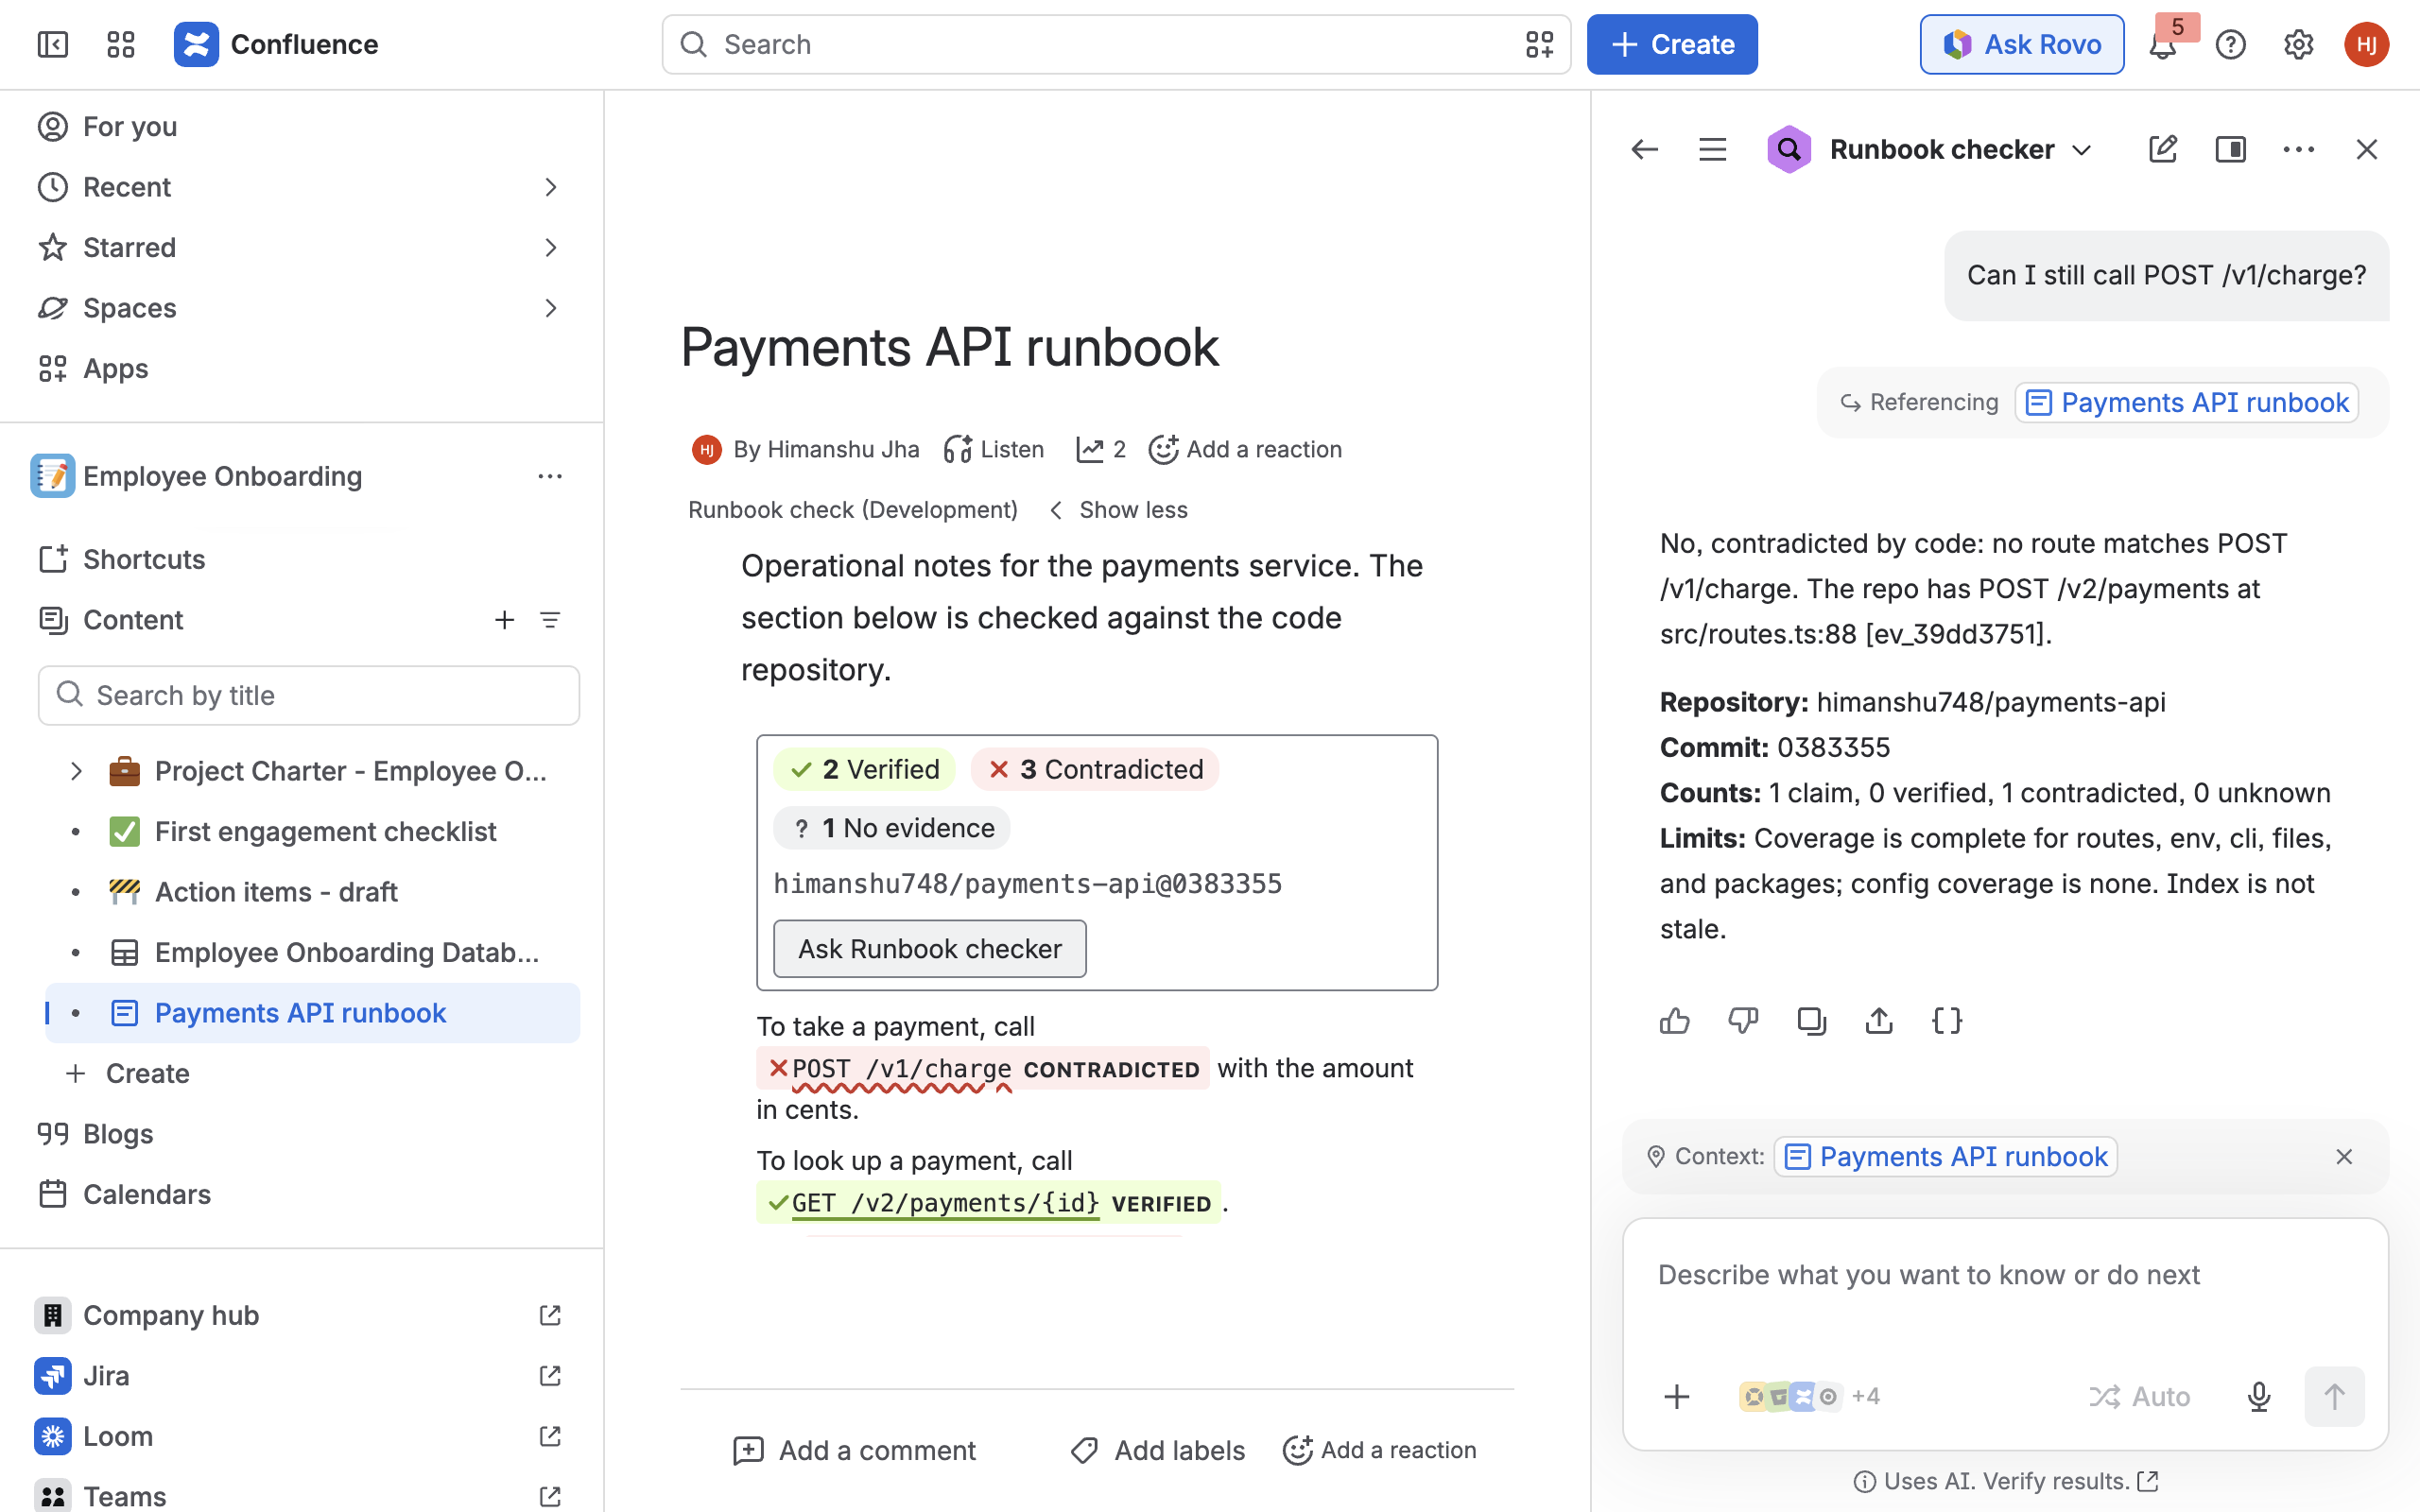 Confluence
Search
Create
Ask Rovo
5
HJ
For you
Recent
Starred
Spaces
Apps
Employee Onboarding
Shortcuts
Content
Search by title
Project Charter - Employee O...
First engagement checklist
Action items - draft
Employee Onboarding Datab...
Payments API runbook
Create
Blogs
Calendars
Company hub
Jira
Loom
Teams
Payments API runbook
HJ By Himanshu Jha Listen 2 Add a reaction
Runbook check (Development) Show less
Operational notes for the payments service. The
section below is checked against the code
repository.
2 Verified 3 Contradicted
? 1 No evidence
himanshu748/payments-api@0383355
Ask Runbook checker
To take a payment, call
POST /v1/charge CONTRADICTED with the amount
in cents.
To look up a payment, call
GET /v2/payments/{id} VERIFIED .
Add a comment Add labels Add a reaction
Runbook checker
Can I still call POST /v1/charge?
Referencing Payments API runbook
No, contradicted by code: no route matches POST
/v1/charge. The repo has POST /v2/payments at
src/routes.ts:88 [ev_39dd3751].
Repository: himanshu748/payments-api
Commit: 0383355
Counts: 1 claim, 0 verified, 1 contradicted, 0 unknown
Limits: Coverage is complete for routes, env, cli, files,
and packages; config coverage is none. Index is not
stale.
Context: Payments API runbook
Describe what you want to know or do next
+4 Auto
Uses AI. Verify results.